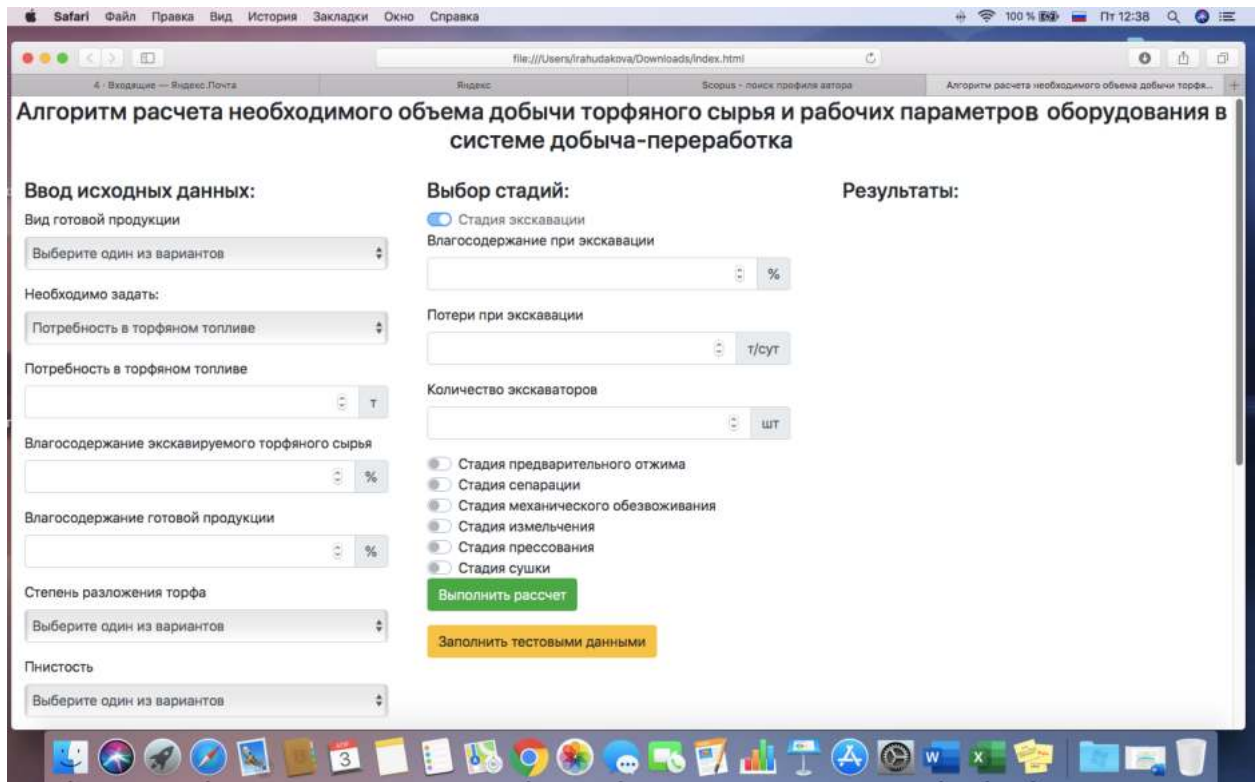 Safari Файл Правка Вид История Закладки Окно Справка 100 % Пт 12:38
file:///Users/irahudakova/Downloads/index.html
4 · Входящие — Яндекс.Почта Яндекс Scopus - поиск профиля автора Алгоритм расчета необходимого объема добычи торфя...
Алгоритм расчета необходимого объема добычи торфяного сырья и рабочих параметров оборудования в
системе добыча-переработка
Ввод исходных данных:
Вид готовой продукции
Выберите один из вариантов
Необходимо задать:
Потребность в торфяном топливе
Потребность в торфяном топливе
т
Влагосодержание экскавируемого торфяного сырья
%
Влагосодержание готовой продукции
%
Степень разложения торфа
Выберите один из вариантов
Пнистость
Выберите один из вариантов
Выбор стадий:
Стадия экскавации
Влагосодержание при экскавации
%
Потери при экскавации
т/сут
Количество экскаваторов
шт
Стадия предварительного отжима
Стадия сепарации
Стадия механического обезвоживания
Стадия измельчения
Стадия прессования
Стадия сушки
Выполнить рассчет
Заполнить тестовыми данными
Результаты:
3
W
X